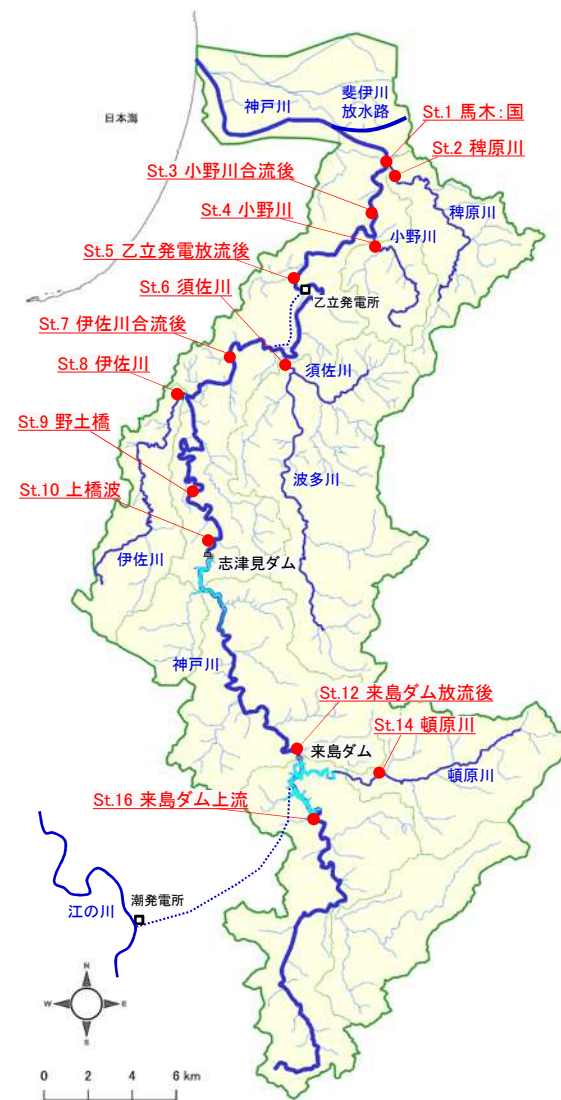 斐伊川
放水路
神戸川
日本海
St.1 馬木:国
St.2 稗原川
St.3 小野川合流後
稗原川
St.4 小野川
小野川
St.5 乙立発電放流後
St.6 須佐川
乙立発電所
St.7 伊佐川合流後
St.8 伊佐川
須佐川
St.9 野土橋
波多川
St.10 上橋波
伊佐川
志津見ダム
神戸川
St.12 来島ダム放流後
来島ダム
St.14 頓原川
頓原川
St.16 来島ダム上流
潮発電所
江の川
N
W
E
S
0 2 4 6 km